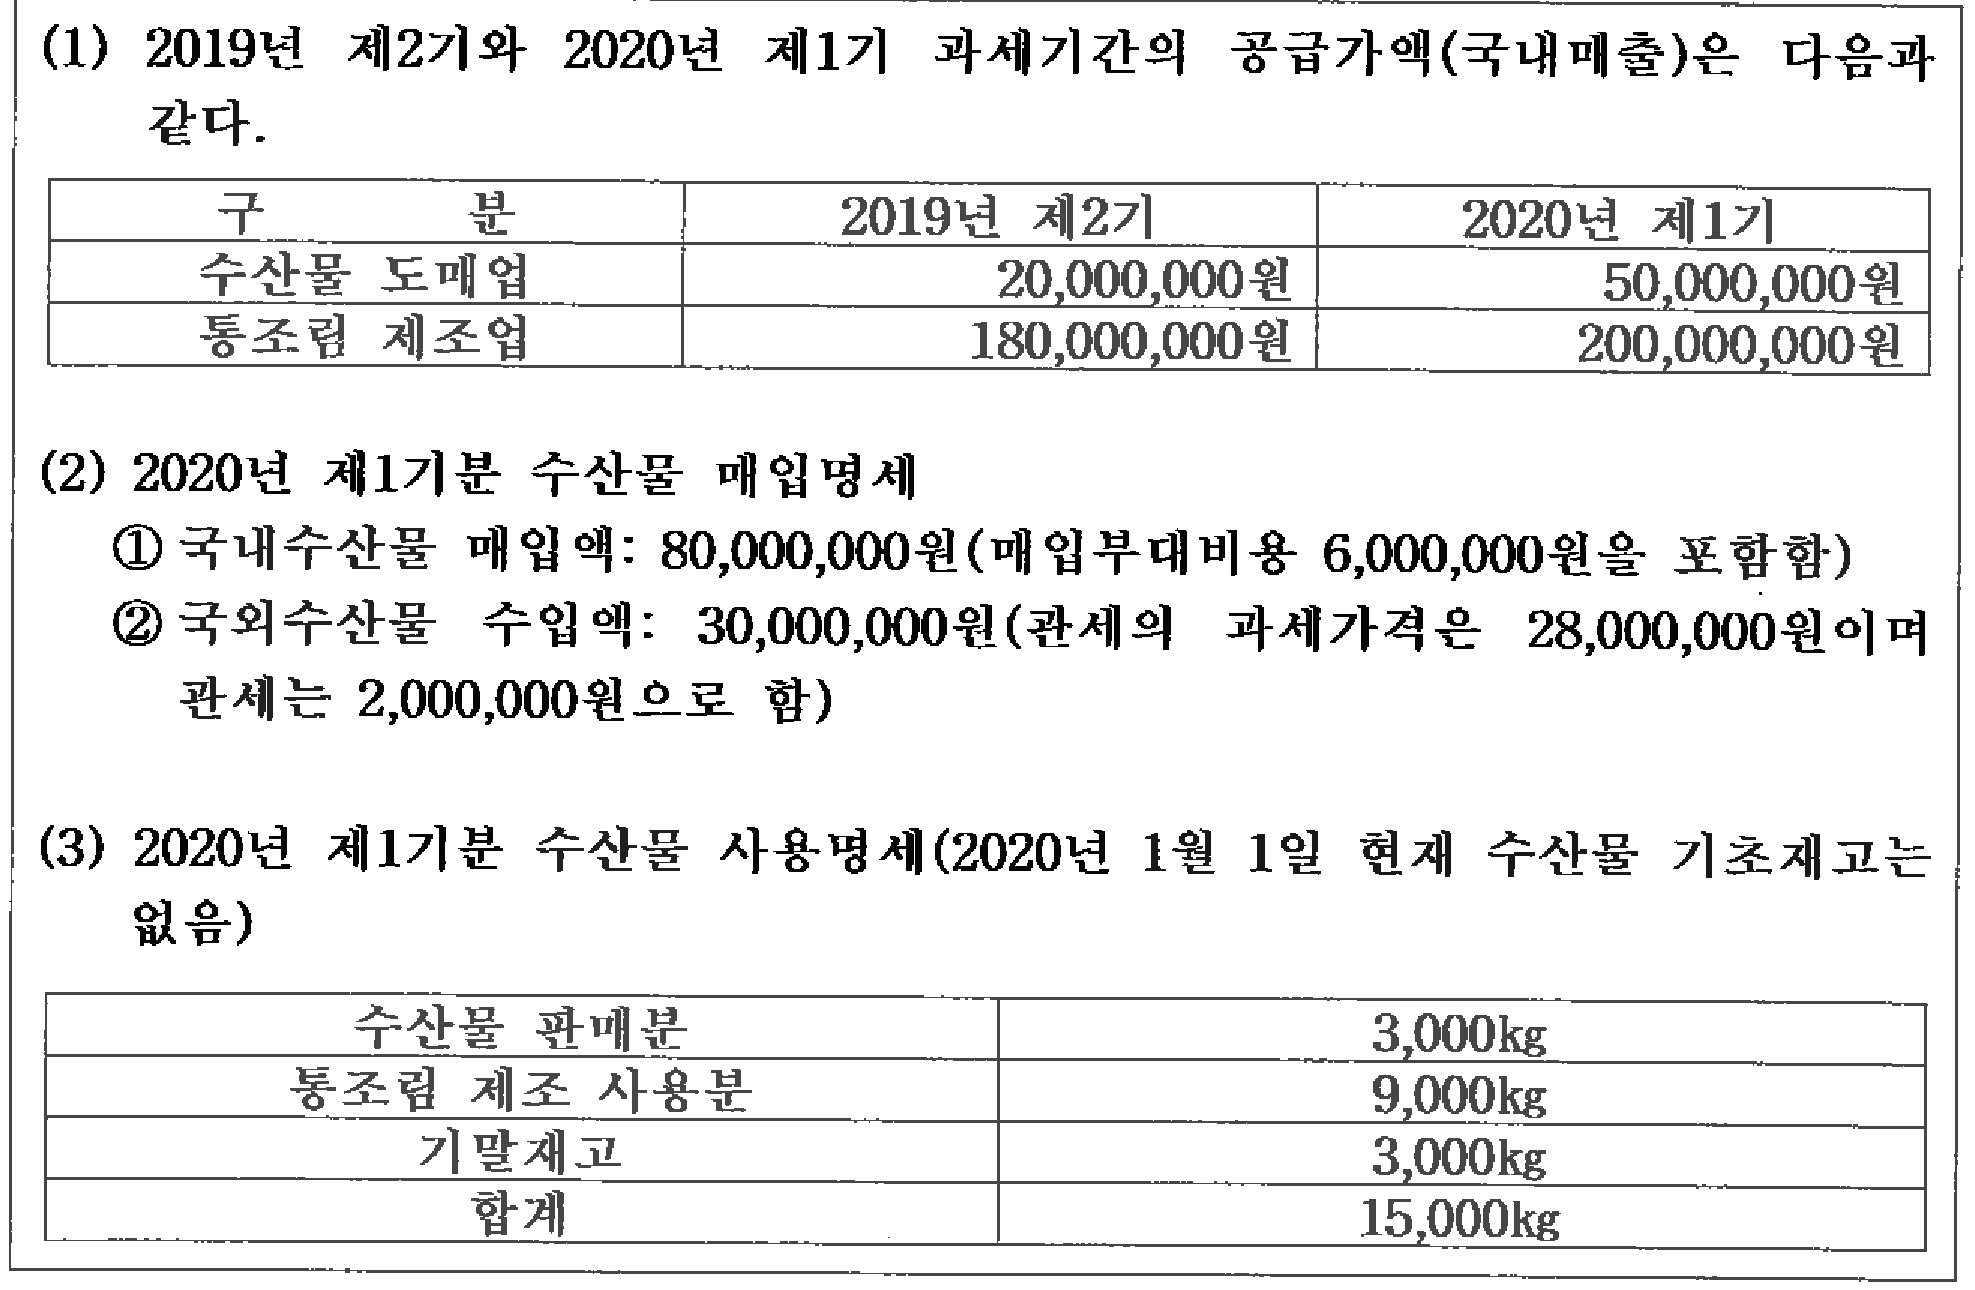 (1) 2019년 제2기와 2020년 제1기 과세기간의 공급가액(국내매출)은 다음과
같다.
구 분 2019년 제2기 2020년 제1기
수산물 도매업 20,000,000원 50,000,000원
통조림 제조업 180,000,000원 200,000,000원
(2) 2020년 제1기분 수산물 매입명세
① 국내수산물 매입액: 80,000,000원(매입부대비용 6,000,000원을 포함함)
② 국외수산물 수입액: 30,000,000원(관세의 과세가격은 28,000,000원이며
관세는 2,000,000원으로 함)
(3) 2020년 제1기분 수산물 사용명세(2020년 1월 1일 현재 수산물 기초재고는
없음)
수산물 판매분 3,000kg
통조림 제조 사용분 9,000kg
기말재고 3,000kg
합계 15,000kg